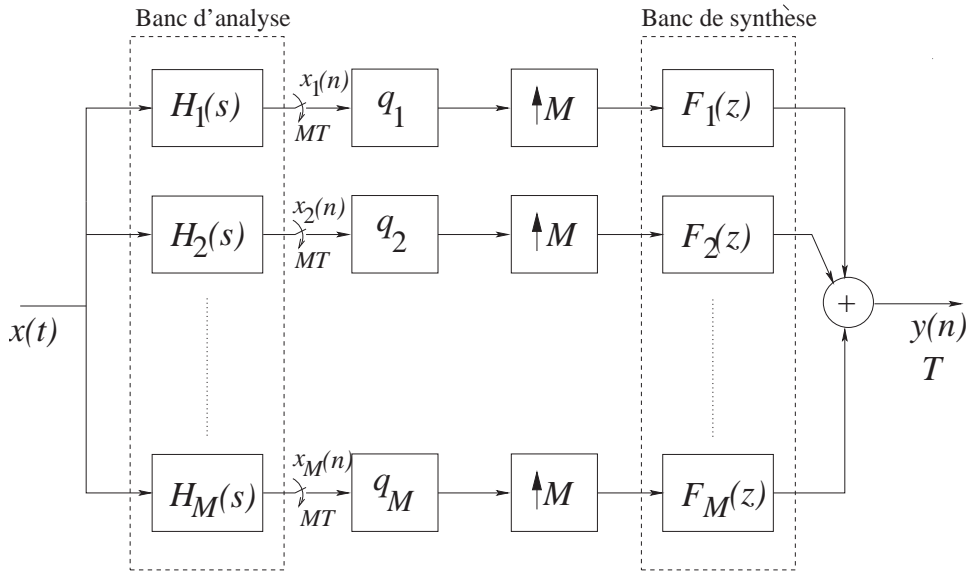 Banc d'analyse
Banc de synthèse
H1(s)
x1(n)
MT
q1
M
F1(z)
H2(s)
x2(n)
MT
q2
M
F2(z)
x(t)
+
y(n)
T
HM(s)
xM(n)
MT
qM
M
FM(z)